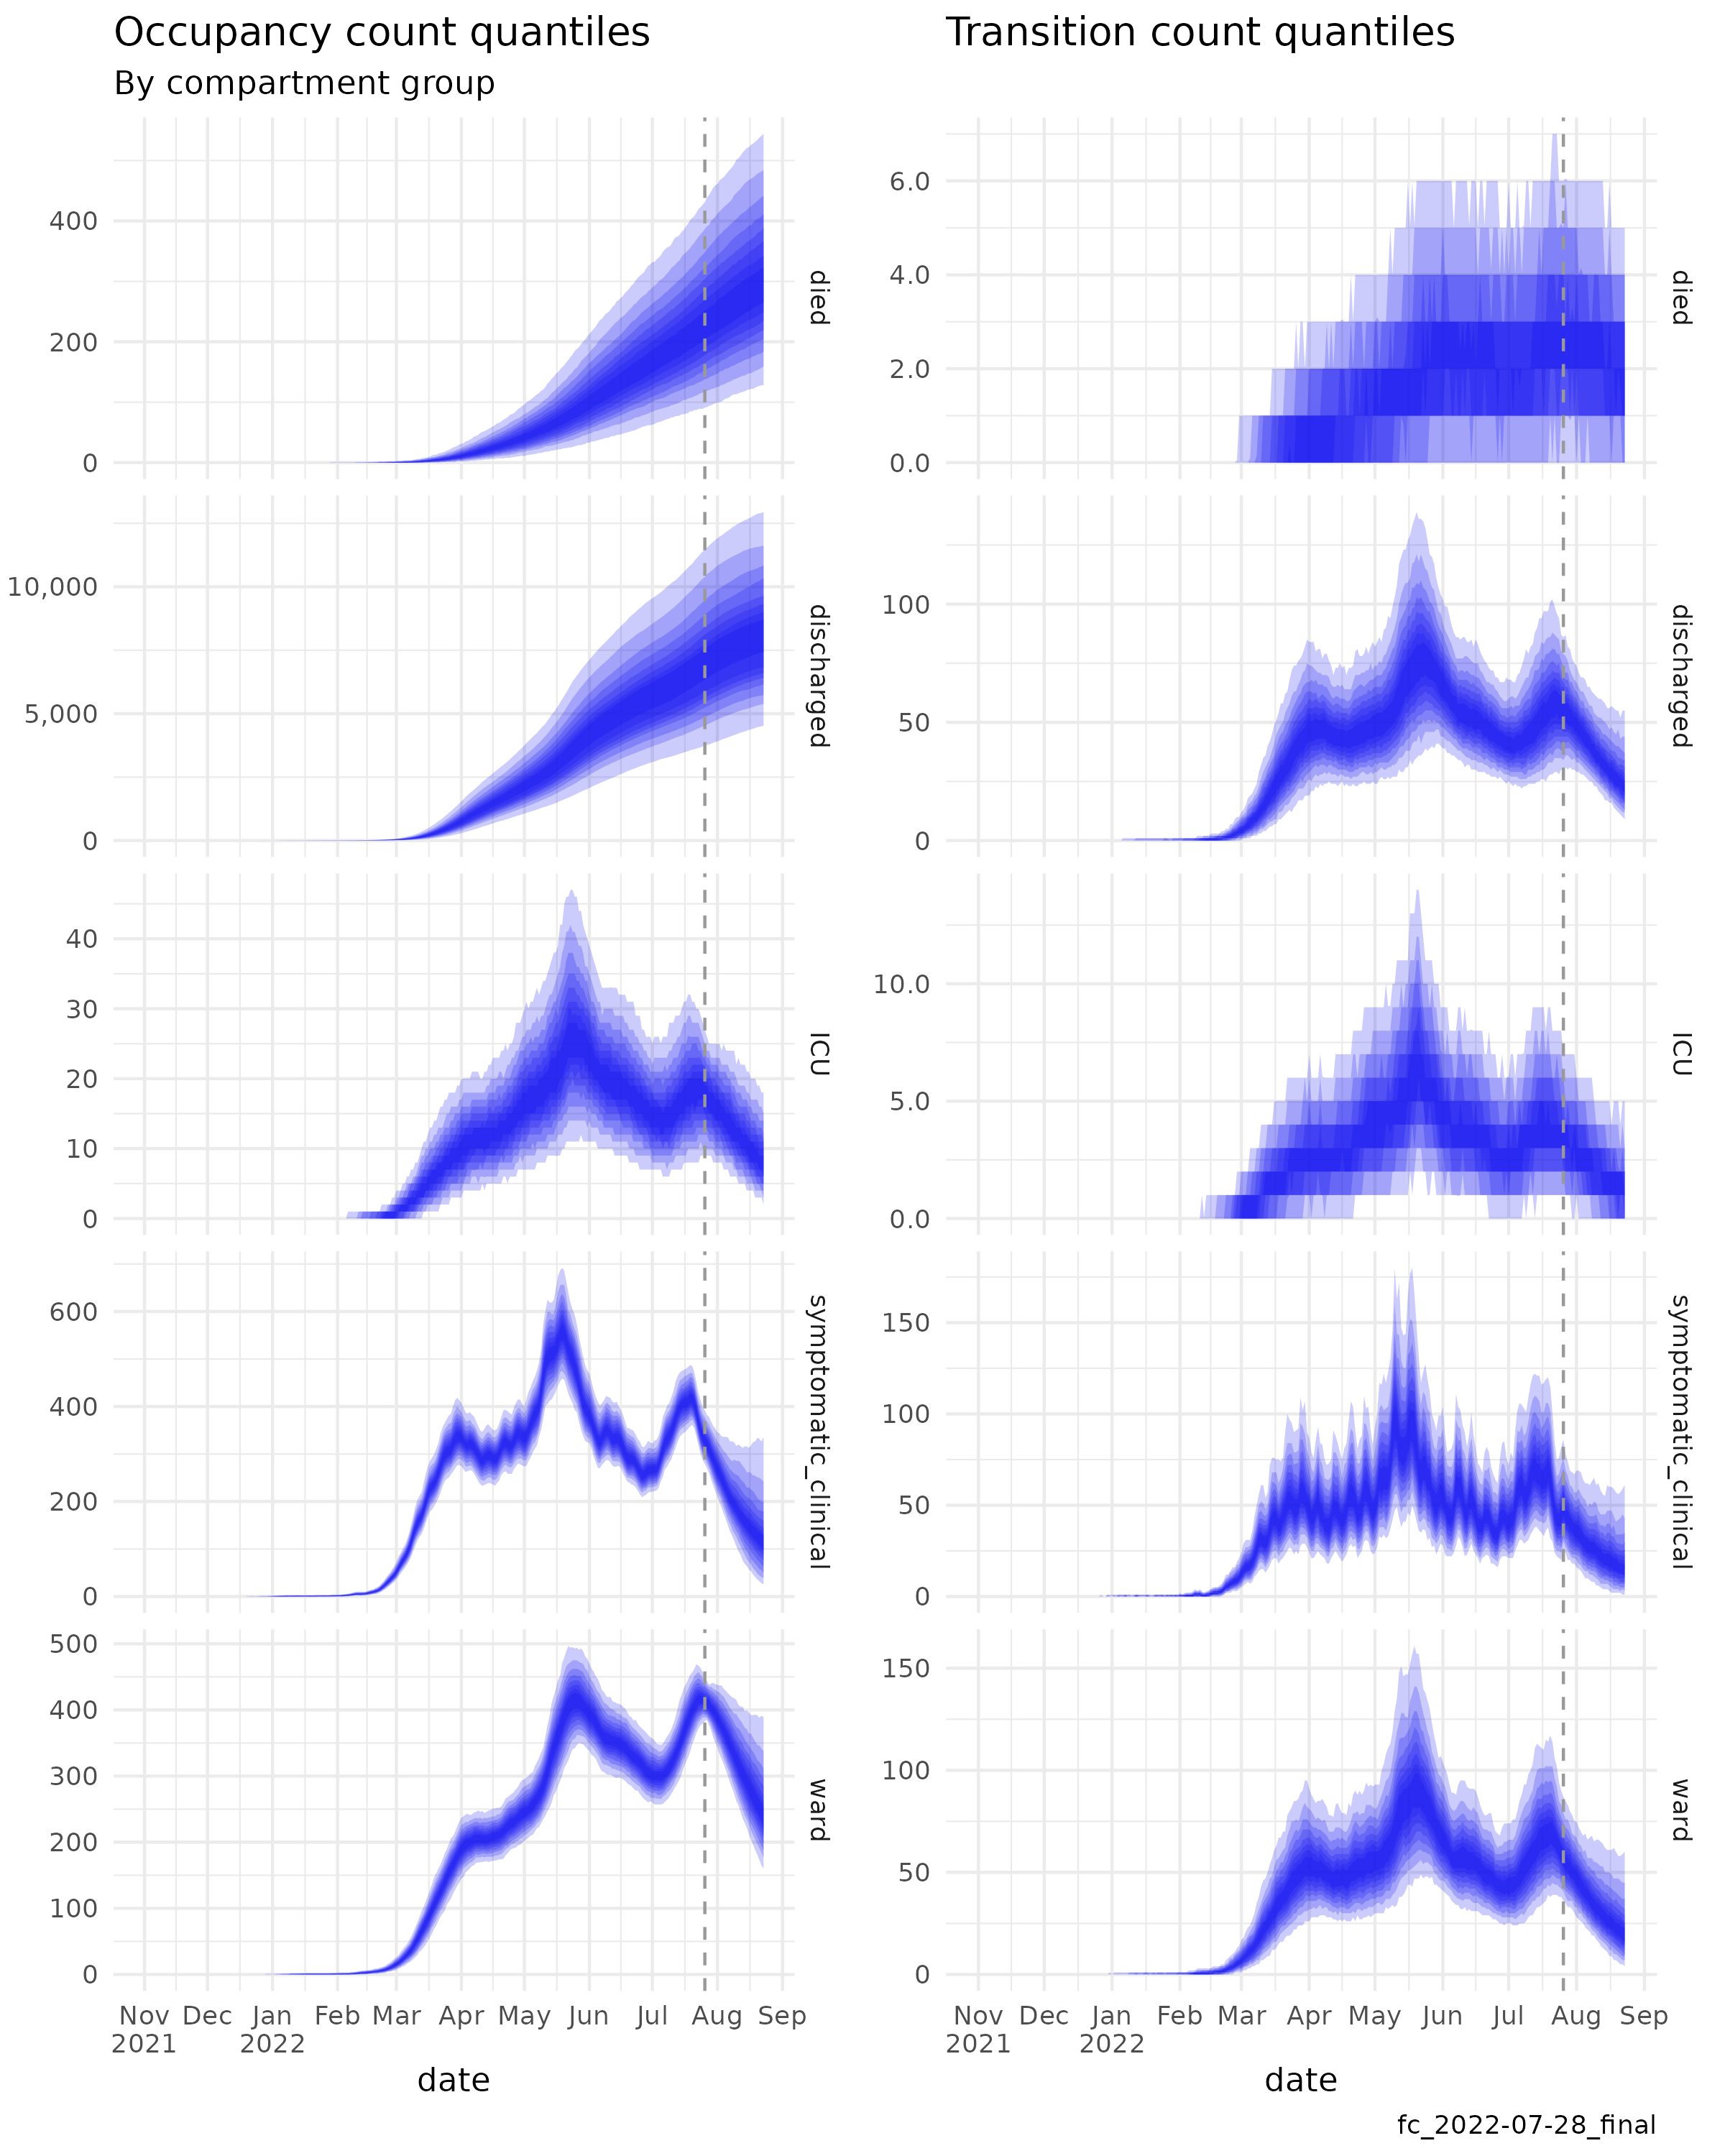 Occupancy count quantiles
By compartment group
Transition count quantiles
400
200
0
died
6.0
4.0
2.0
0.0
died
10,000
5,000
0
discharged
100
50
0
discharged
40
30
20
10
0
ICU
10.0
5.0
0.0
ICU
600
400
200
0
symptomatic_clinical
150
100
50
0
symptomatic_clinical
500
400
300
200
100
0
ward
150
100
50
0
ward
Nov Dec Jan Feb Mar Apr May Jun Jul Aug Sep
2021 2022
date
Nov Dec Jan Feb Mar Apr May Jun Jul Aug Sep
2021 2022
date
fc_2022-07-28_final